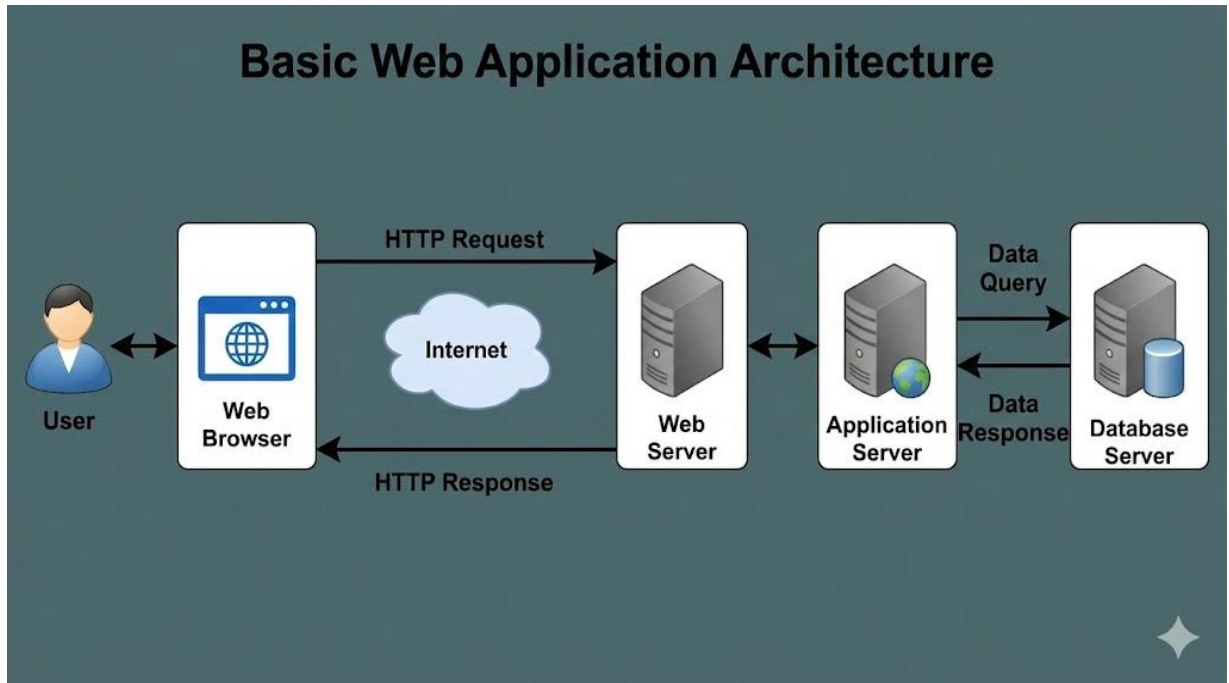 Basic Web Application Architecture
HTTP Request
Internet
HTTP Response
User
Web
Browser
Web
Server
Application
Server
Data
Query
Data
Response
Database
Server